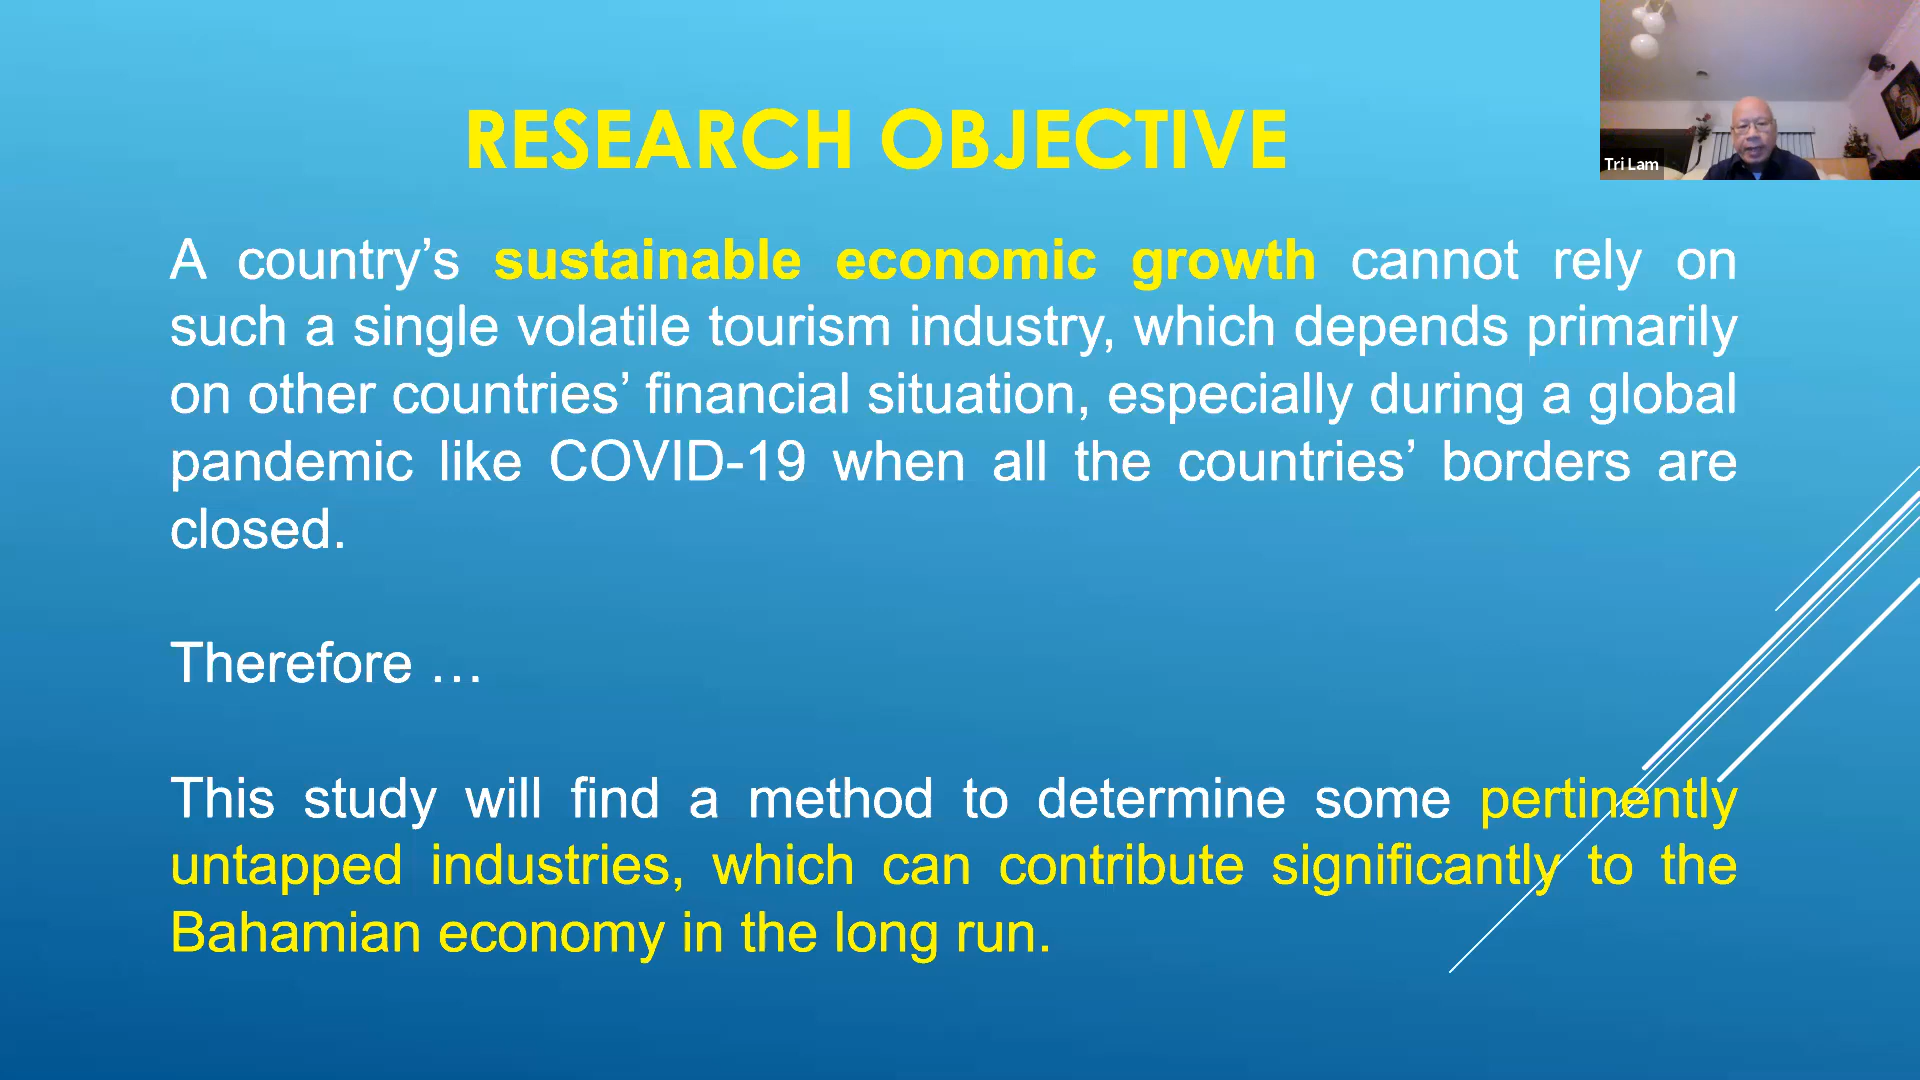 RESEARCH OBJECTIVE
Tri Lam
A country’s sustainable economic growth cannot rely on
such a single volatile tourism industry, which depends primarily
on other countries’ financial situation, especially during a global
pandemic like COVID-19 when all the countries’ borders are
closed.
Therefore …
This study will find a method to determine some pertinently
untapped industries, which can contribute significantly to the
Bahamian economy in the long run.